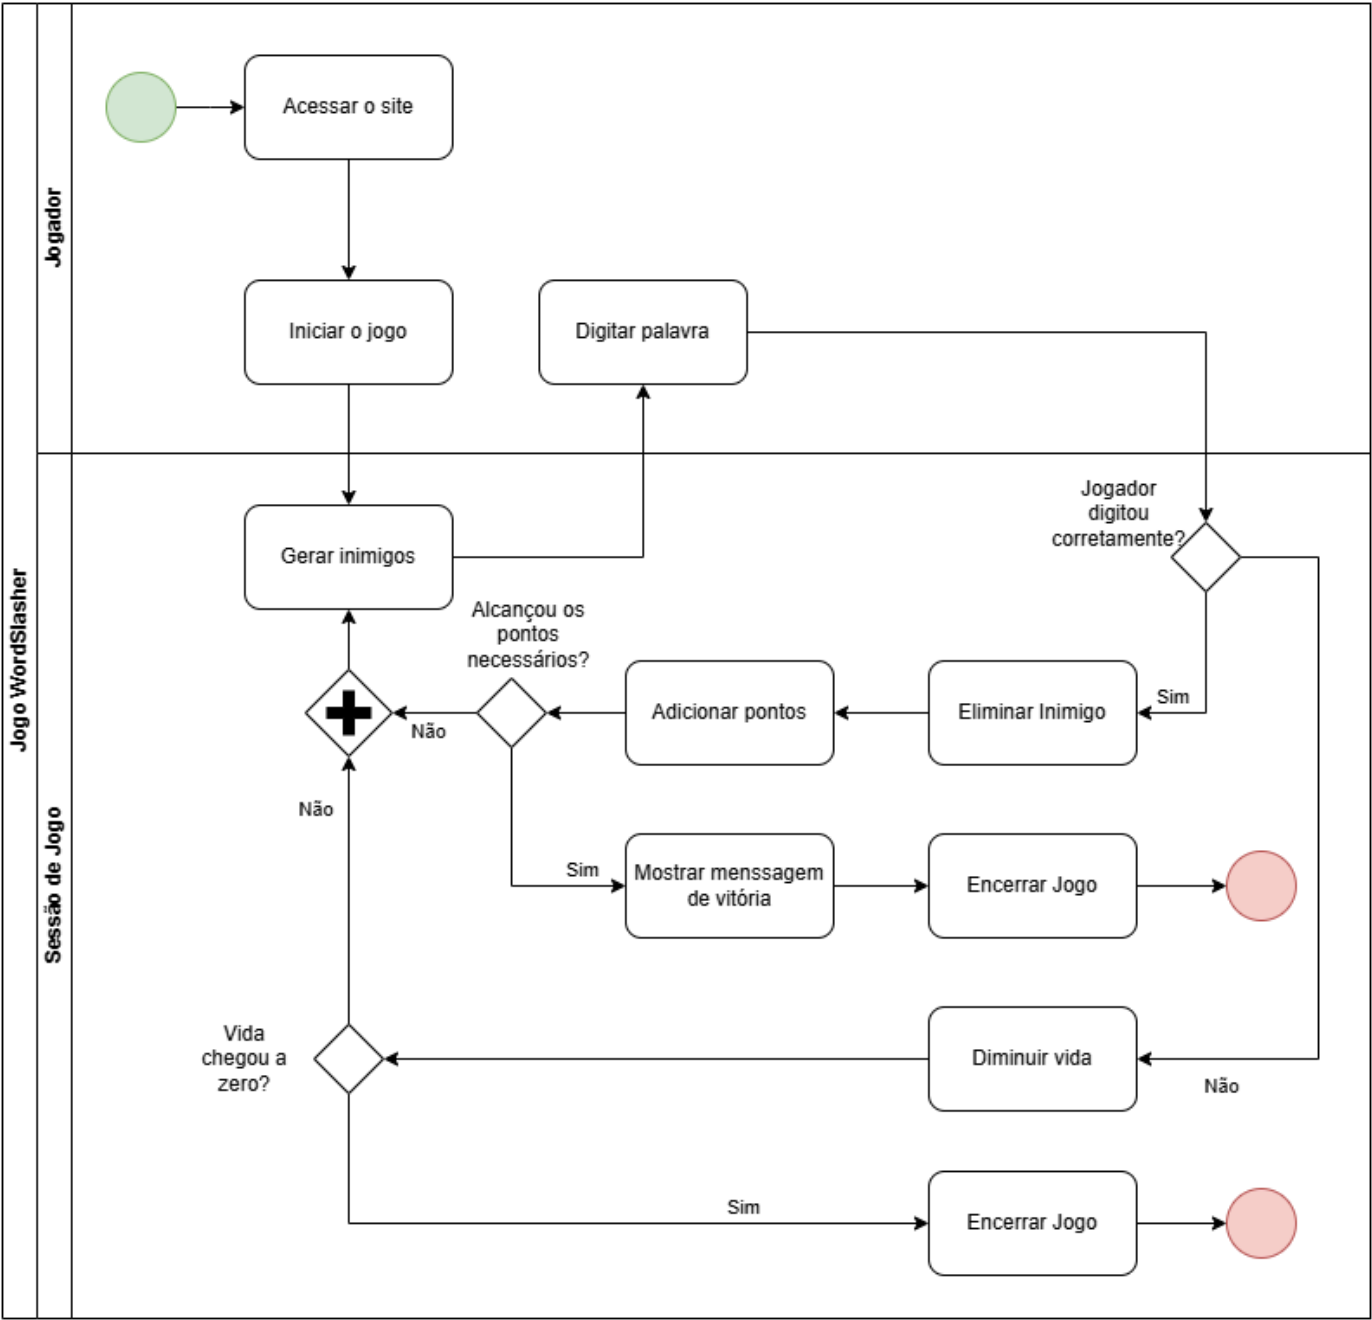 Jogo WordSlasher
Jogador
Acessar o site
Iniciar o jogo
Digitar palavra
Sessão de Jogo
Gerar inimigos
Jogador
digitou
corretamente?
Alcançou os
pontos
necessários?
Sim
Eliminar Inimigo
Adicionar pontos
Não
Não
Sim
Mostrar menssagem
de vitória
Encerrar Jogo
Vida
chegou a
zero?
Diminuir vida
Não
Sim
Encerrar Jogo